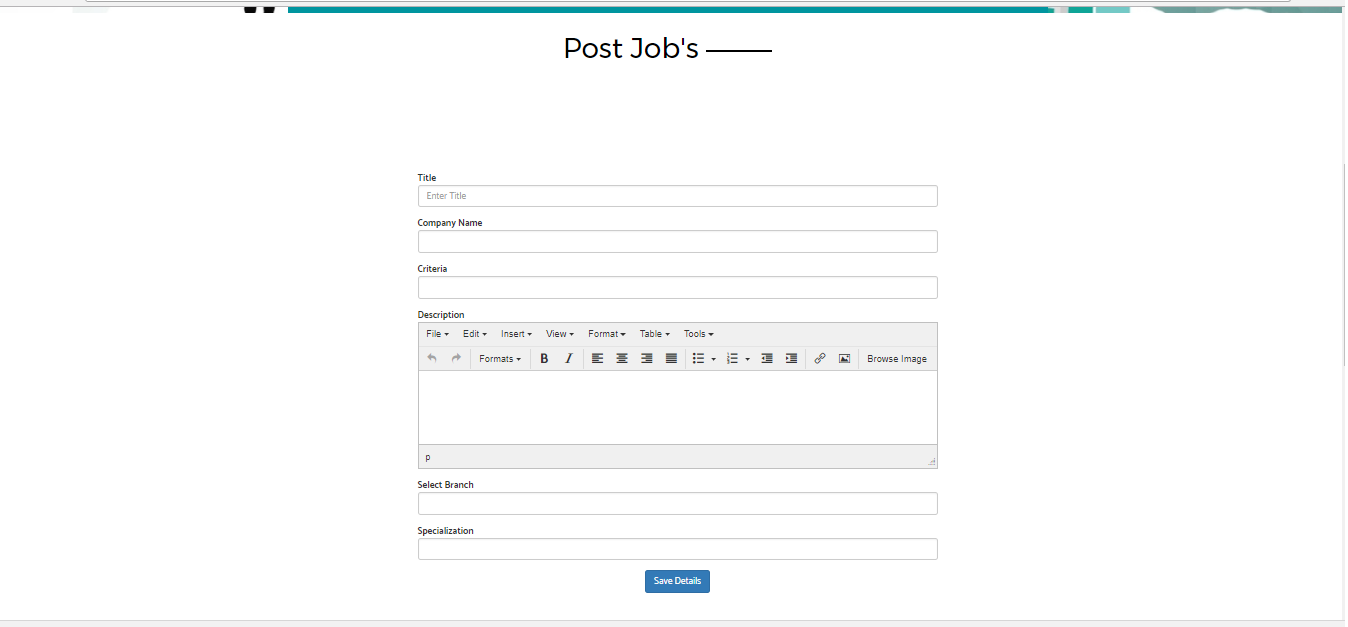 Post Job's
Title
Enter Title
Company Name
Criteria
Description
File Edit Insert View Format Table Tools
Formats B I Browse Image
p
Select Branch
Specialization
Save Details